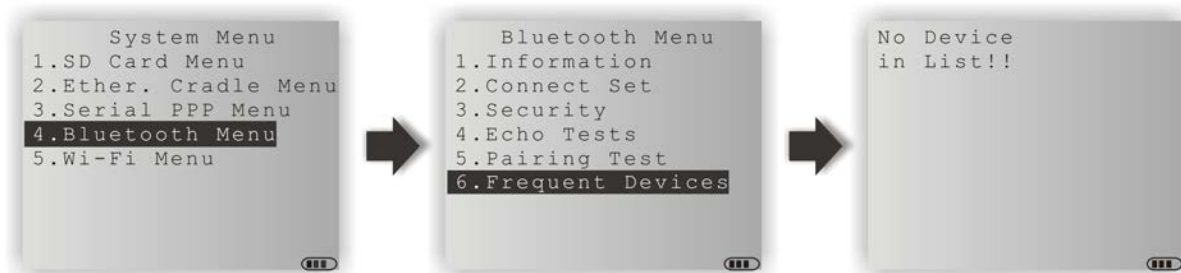 System Menu
1.SD Card Menu
2.Ether. Cradle Menu
3.Serial PPP Menu
4.Bluetooth Menu
5.Wi-Fi Menu
Bluetooth Menu
1.Information
2.Connect Set
3.Security
4.Echo Tests
5.Pairing Test
6.Frequent Devices
No Device
in List!!